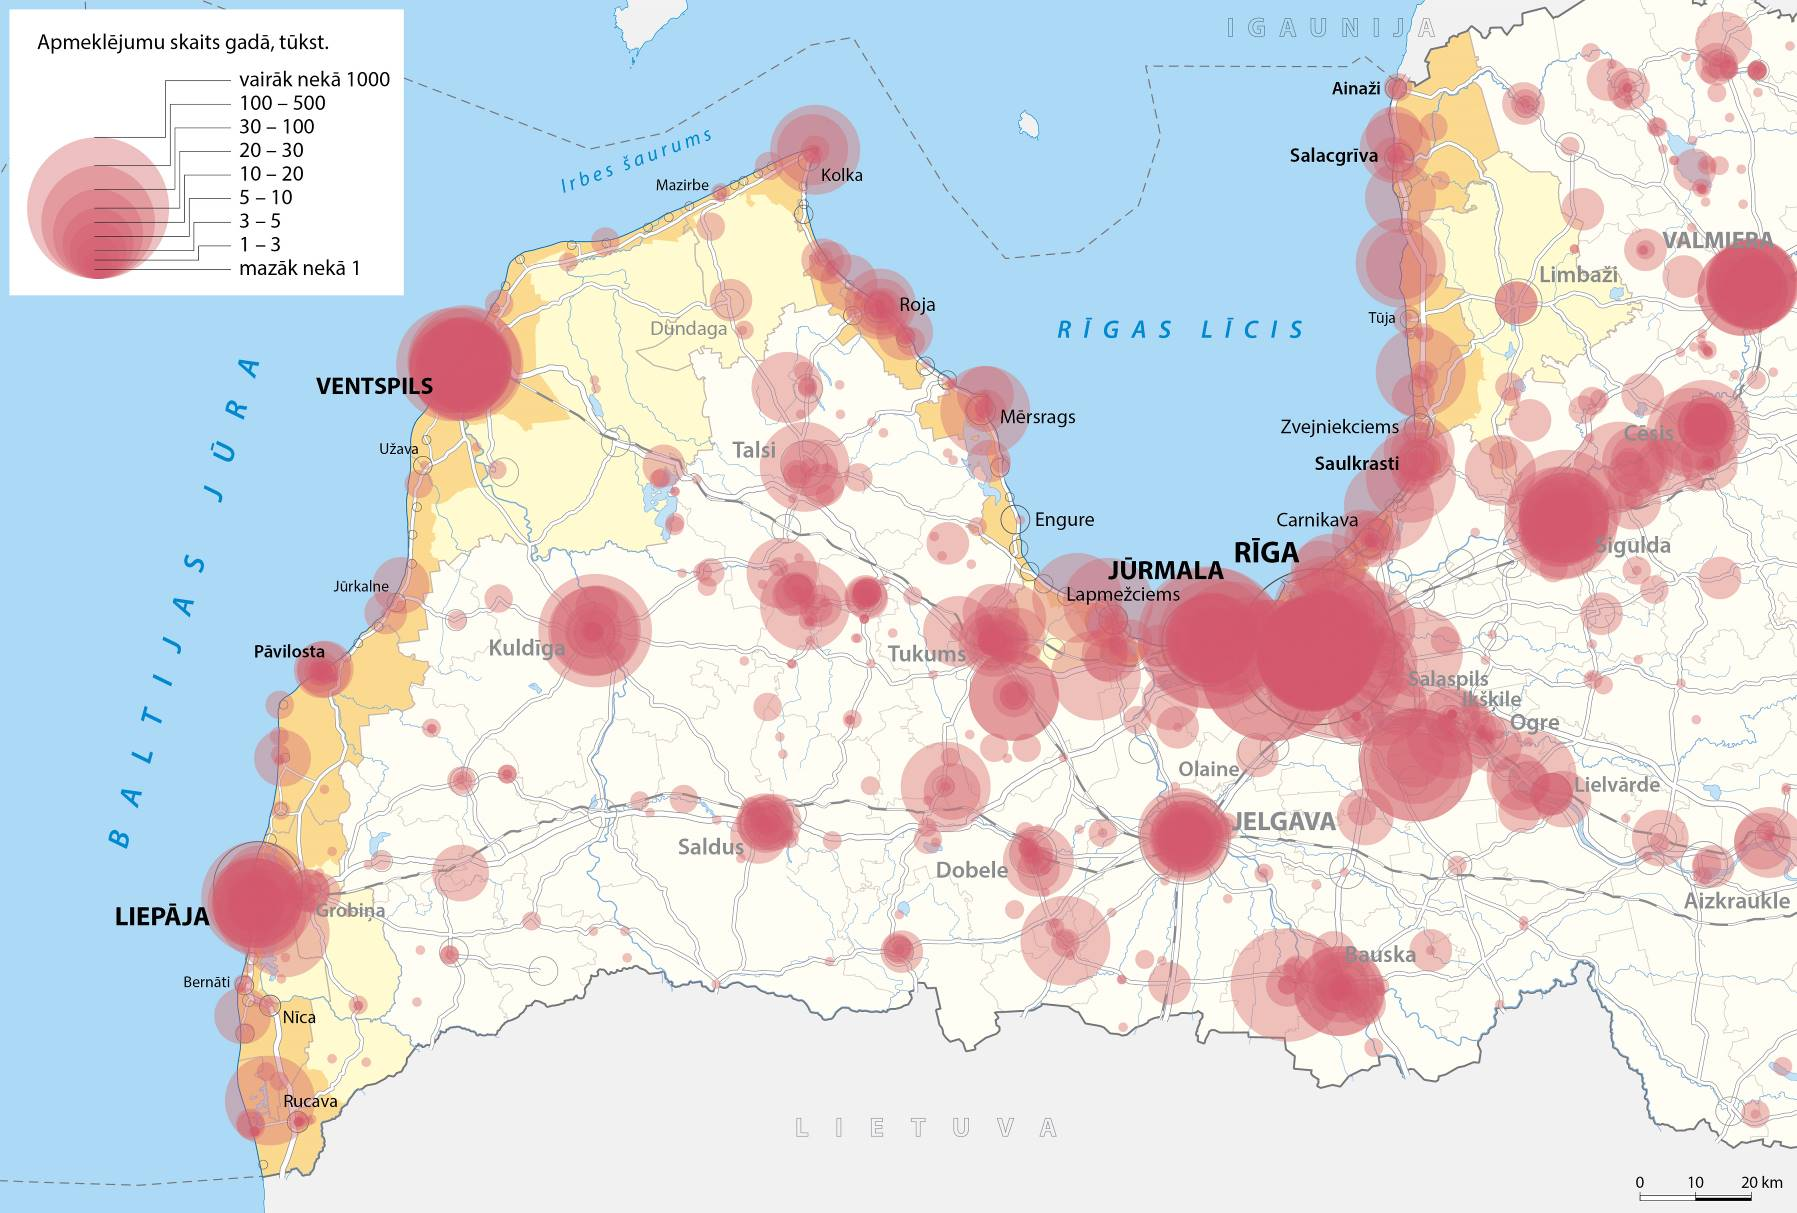 Apmeklējumu skaits gadā, tūkst.
vairāk nekā 1000
100 – 500
30 – 100
20 – 30
10 – 20
5 – 10
3 – 5
1 – 3
mazāk nekā 1
IGAUNIJA
Ainaži
Salacgrīva
Irbes šaurums
Mazirbe
Kolka
VALMIERA
Limbaži
Roja
Dundaga
RĪGAS LĪCIS
Tūja
VENTSPILS
BALTIJAS JŪRA
Mērsrags
Zvejniekciems
Cēsis
Užava
Talsi
Saulkrasti
Engure
Carnikava
Sigulda
RĪGA
JŪRMALA
Jūrkalne
Lapmežciems
Pāvilosta
Kuldīga
Tukums
Salaspils
Ikšķile
Ogre
Olaine
Lielvārde
JELGAVA
Saldus
Dobele
Aizkraukle
LIEPĀJA
Grobiņa
Bauska
Bernāti
Nīca
Rucava
LIETUVA
0 10 20 km